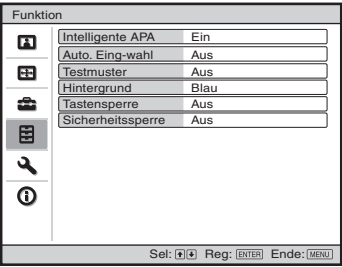 Funktion
Intelligente APA Ein
Auto. Eing-wahl Aus
Testmuster Aus
Hintergrund Blau
Tastensperre Aus
Sicherheitssperre Aus
Sel: Reg: ENTER Ende: MENU